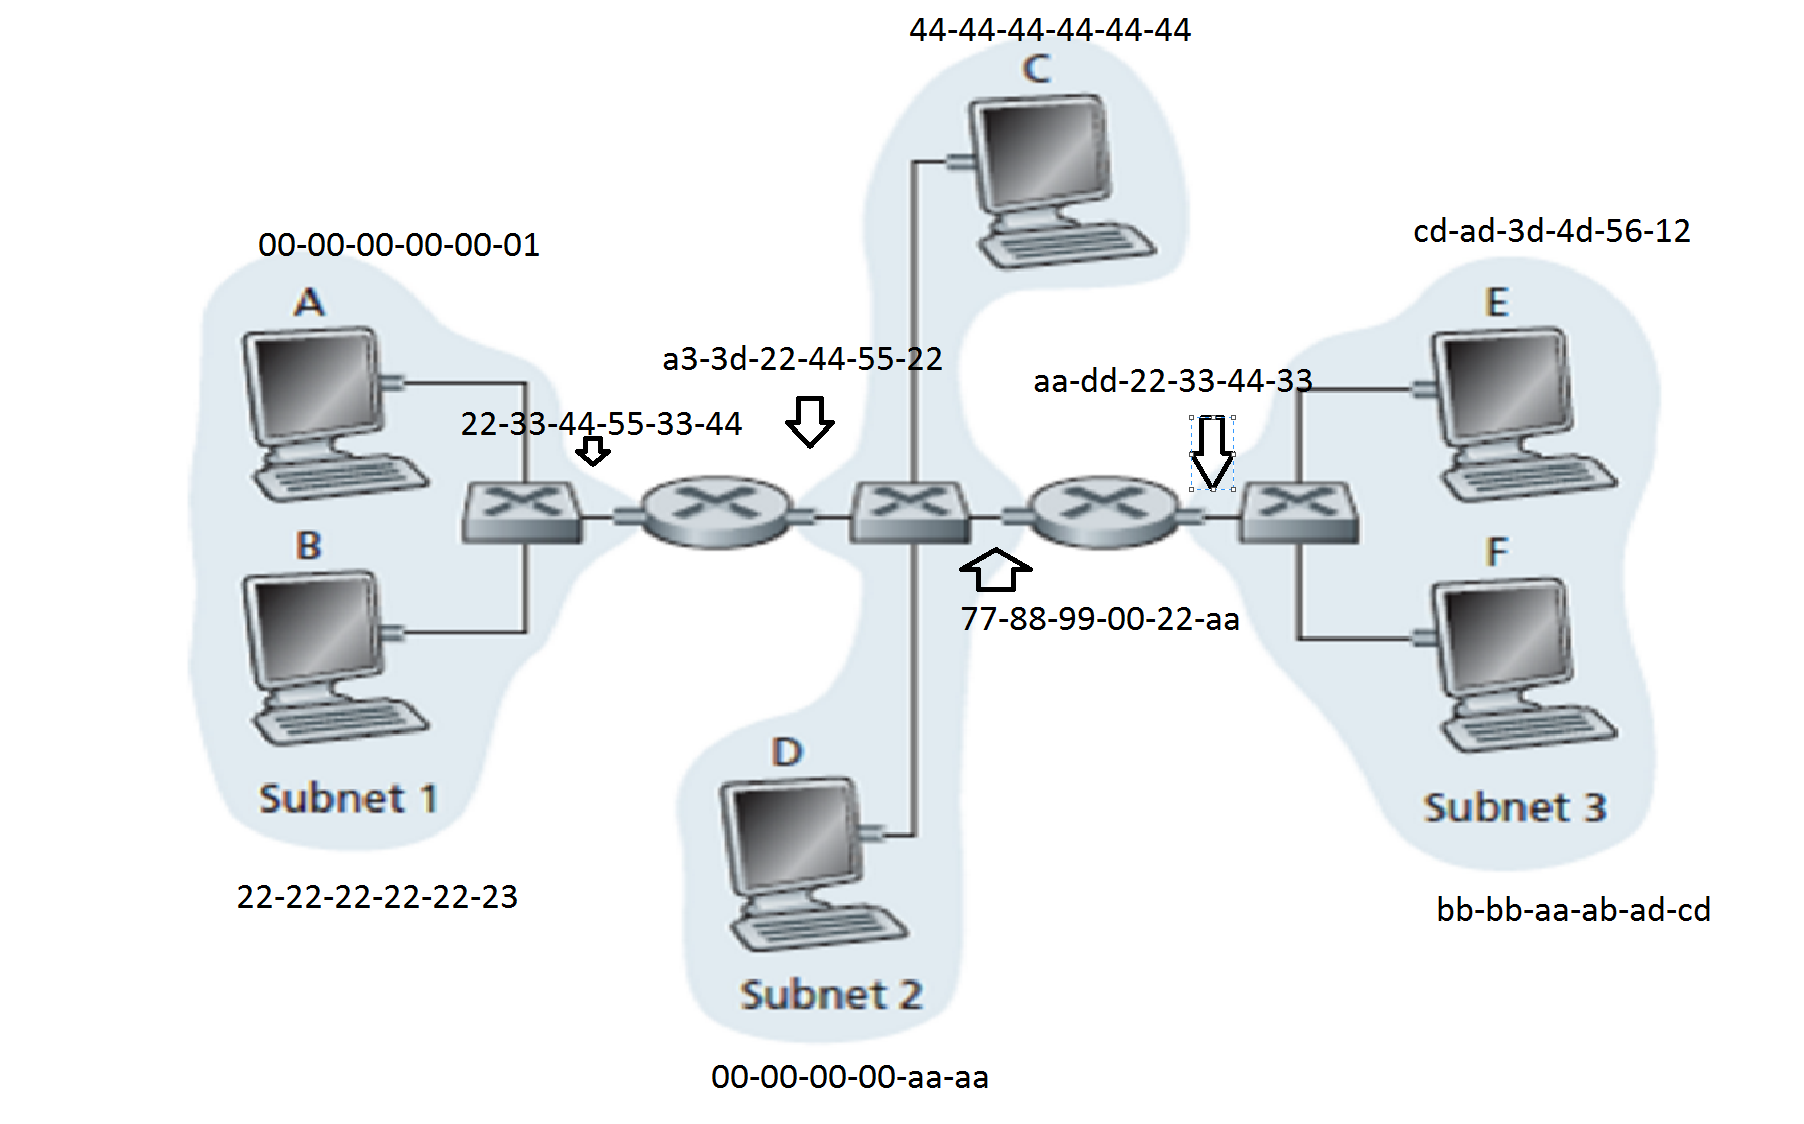 44-44-44-44-44-44
C
00-00-00-00-00-01
cd-ad-3d-4d-56-12
A
E
a3-3d-22-44-55-22
aa-dd-22-33-44-33
22-33-44-55-33-44
B
F
77-88-99-00-22-aa
D
Subnet 1
Subnet 3
22-22-22-22-22-23
bb-bb-aa-ab-ad-cd
Subnet 2
00-00-00-00-aa-aa